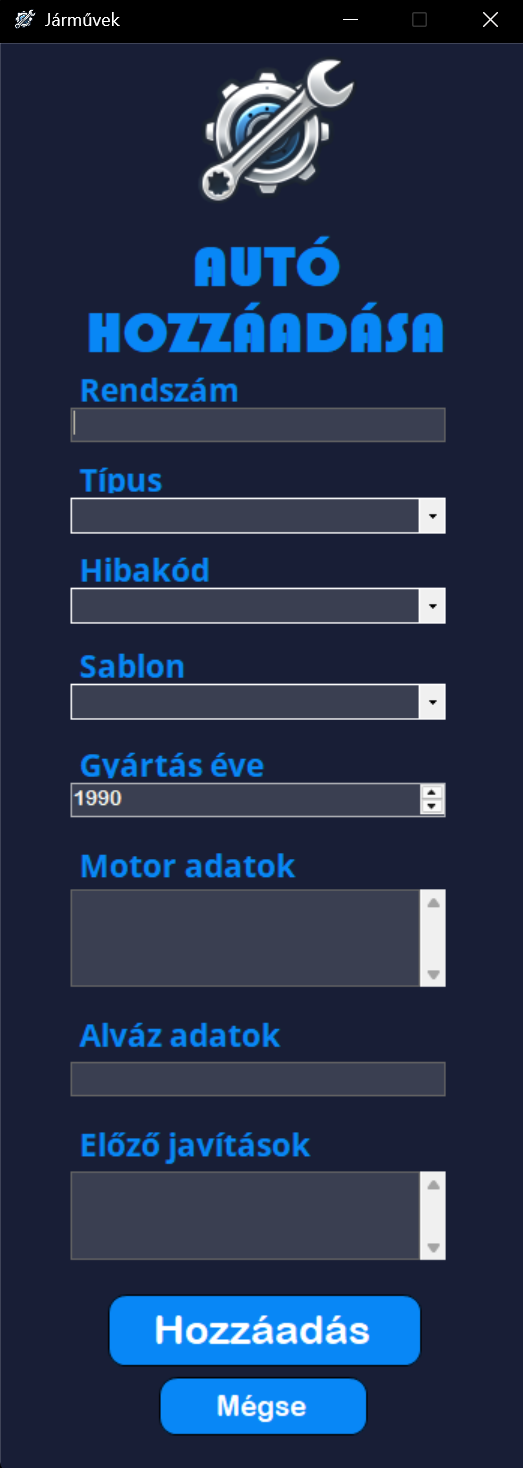 Járművek
AUTÓ
HOZZÁADÁSA
Rendszám
Típus
Hibakód
Sablon
Gyártás éve
1990
Motor adatok
Alváz adatok
Előző javítások
Hozzáadás
Mégse